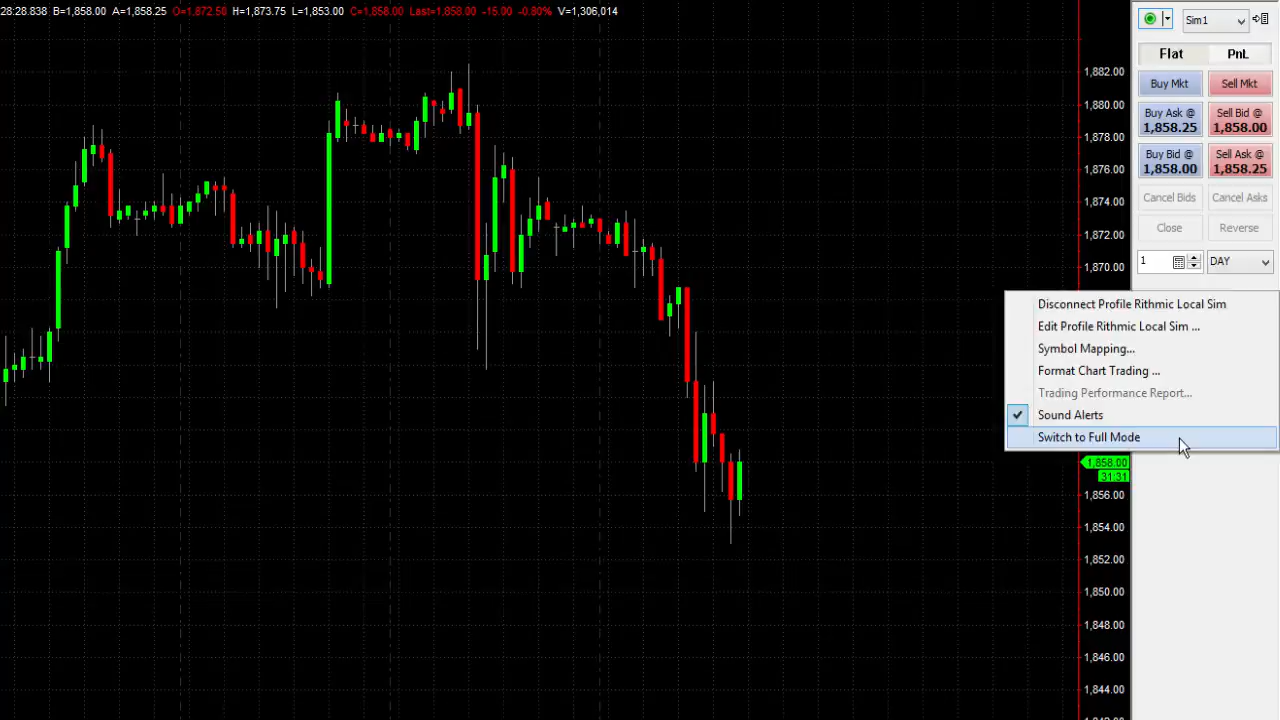 28:28.838 B=1,858.00 A=1,858.25 O=1,872.50 H=1,873.75 L=1,853.00 C=1,858.00 Last=1,858.00 -15.00 -0.80% V=1,306,014
Sim1
Flat PnL
Buy Mkt Sell Mkt
Buy Ask @ Sell Bid @
1,858.25 1,858.00
Buy Bid @ Sell Ask @
1,858.00 1,858.25
Cancel Bids Cancel Asks
Close Reverse
1 DAY
Disconnect Profile Rithmic Local Sim
Edit Profile Rithmic Local Sim ...
Symbol Mapping...
Format Chart Trading ...
Trading Performance Report...
Sound Alerts
Switch to Full Mode
1,882.00
1,880.00
1,878.00
1,876.00
1,874.00
1,872.00
1,870.00
1,858.00
31:31
1,856.00
1,854.00
1,852.00
1,850.00
1,848.00
1,846.00
1,844.00